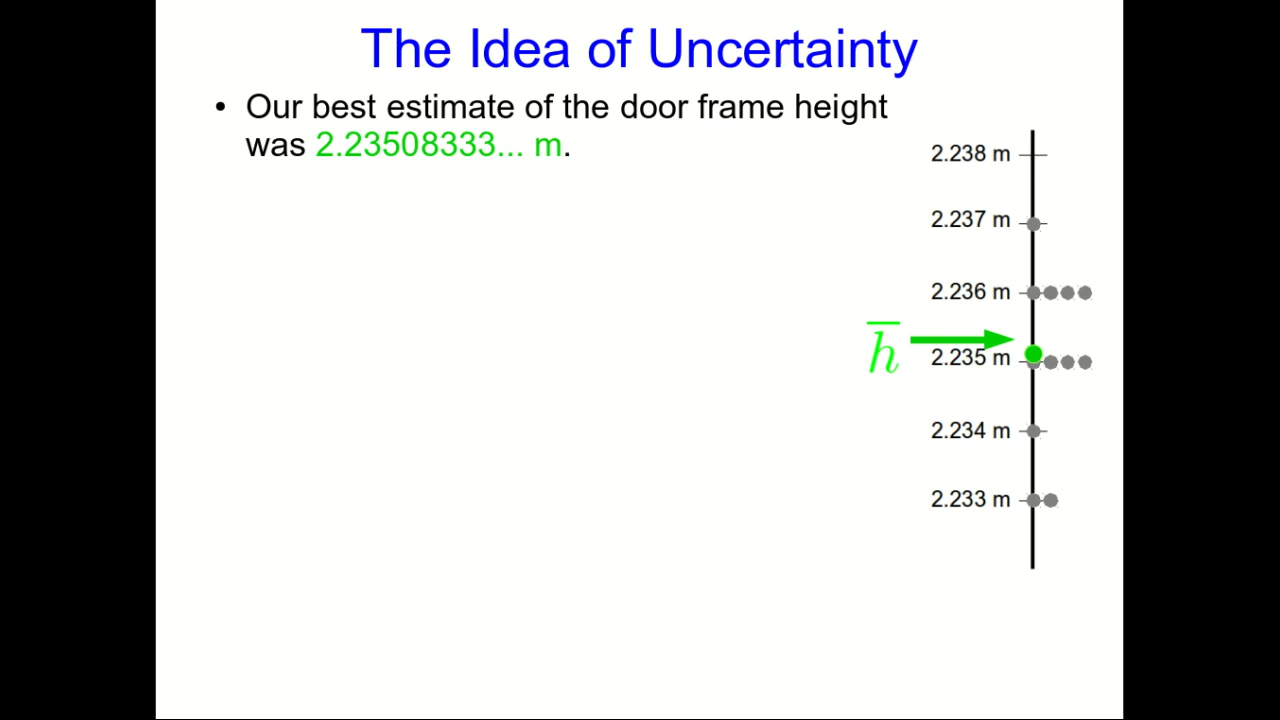 The Idea of Uncertainty
• Our best estimate of the door frame height
was 2.23508333... m.
2.238 m
2.237 m
2.236 m
h̅
2.235 m
2.234 m
2.233 m